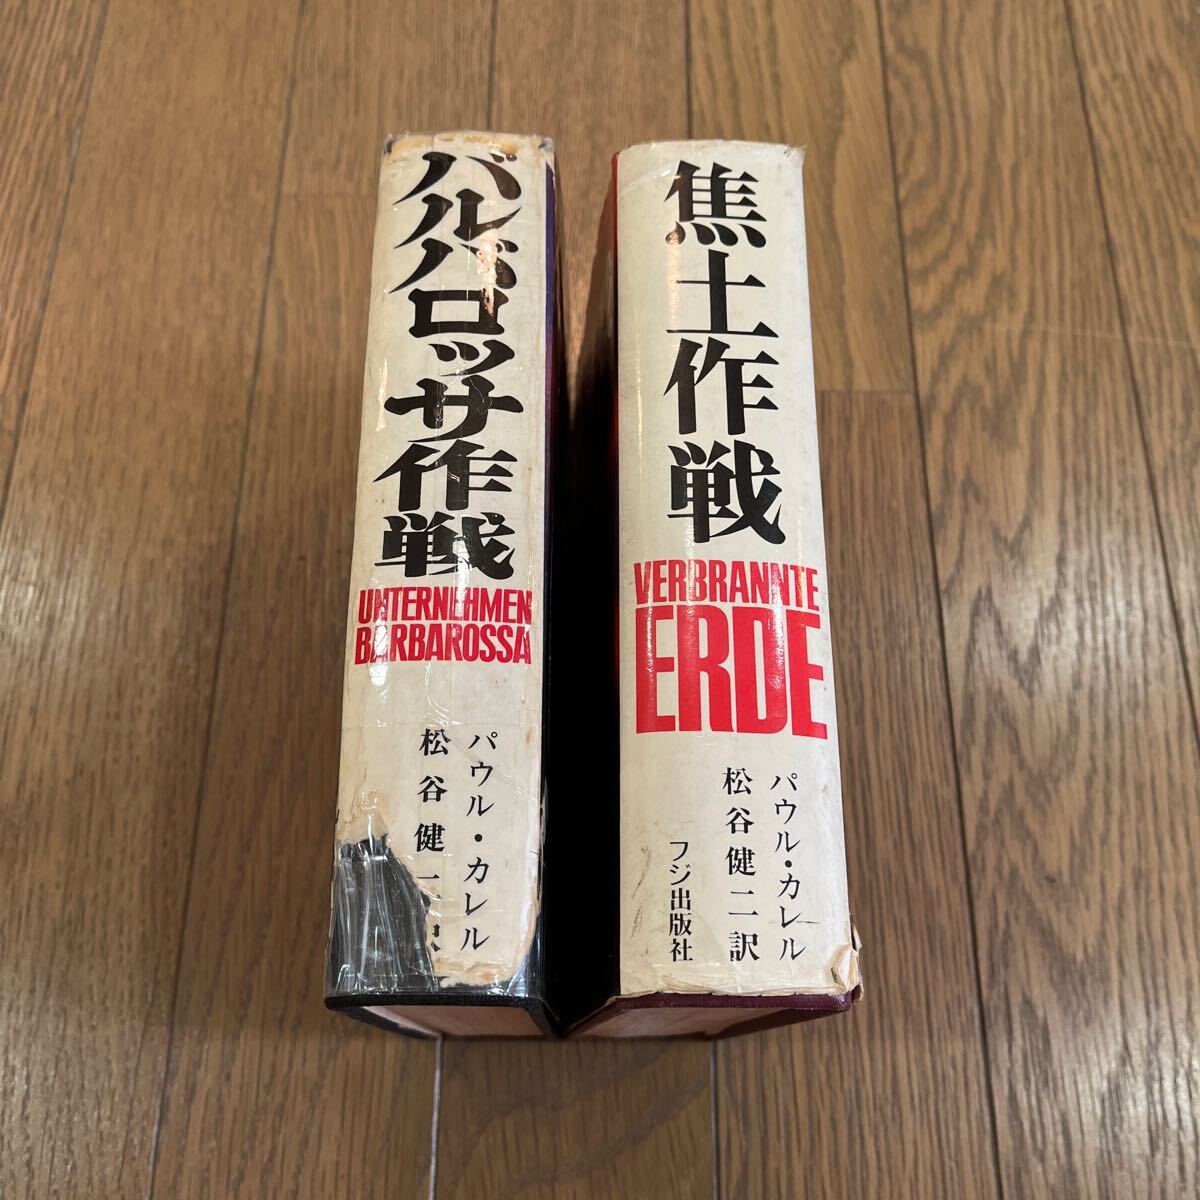 バルバロッサ作戦
UNTERNEHMEN
BARBAROSSA
パウル・カレル
松谷健二訳
焦土作戦
VERBRANNTE
ERDE
パウル・カレル
松谷健二訳
フジ出版社